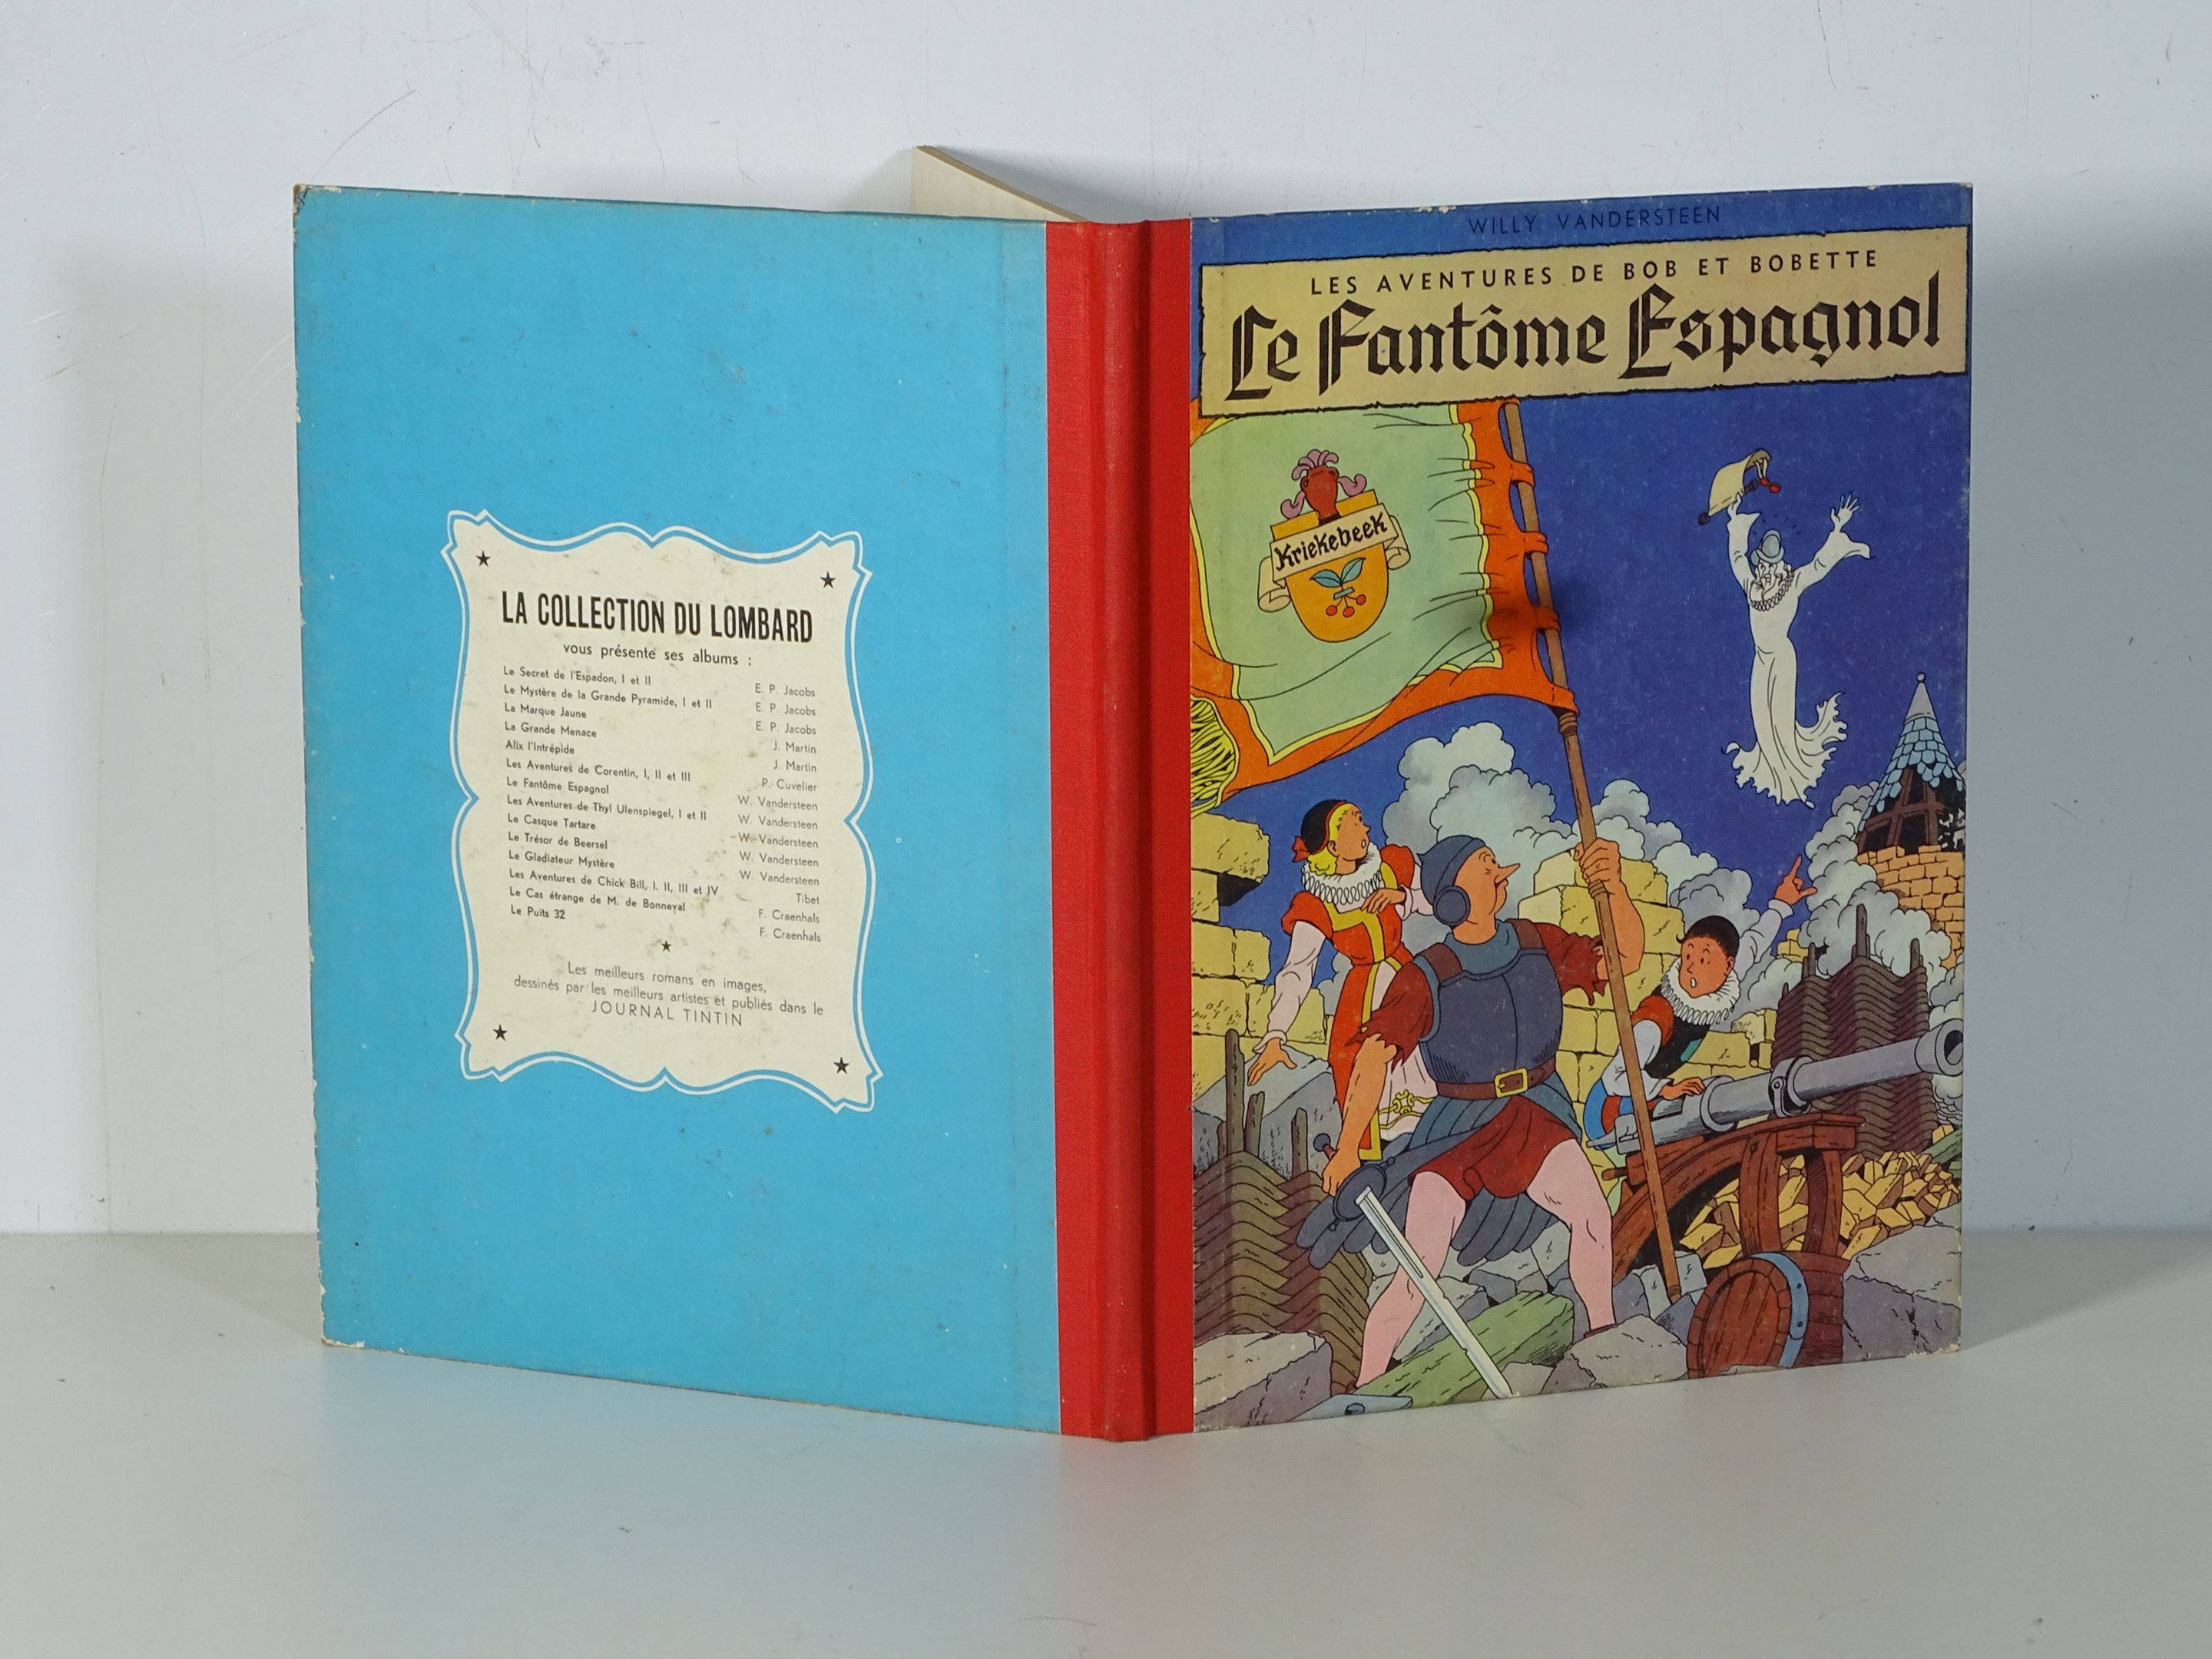 LA COLLECTION DU LOMBARD
vous présente ses albums :
Le Secret de l'Espadon, I et II E. P. Jacobs
Le Mystère de la Grande Pyramide, I et II E. P. Jacobs
La Marque Jaune E. P. Jacobs
La Grande Menace J. Martin
Alix l'Intrépide J. Martin
Les Aventures de Corentin, I, II et III P. Cuvelier
Le Fantôme Espagnol W. Vandersteen
Les Aventures de Thyl Ulenspiegel, I et II W. Vandersteen
Le Casque Tartare W. Vandersteen
Le Trésor de Beersel W. Vandersteen
Le Gladiateur Mystère W. Vandersteen
Les Aventures de Chick Bill, I. II, III et IV Tibet
Le Cas étrange de M. de Bonneval F. Craenhals
Le Puits 32 F. Craenhals
Les meilleurs romans en images,
dessinés par les meilleurs artistes et publiés dans le
JOURNAL TINTIN
WILLY VANDERSTEEN
LES AVENTURES DE BOB ET BOBETTE
Le Fantôme Espagnol
Kriekebeek